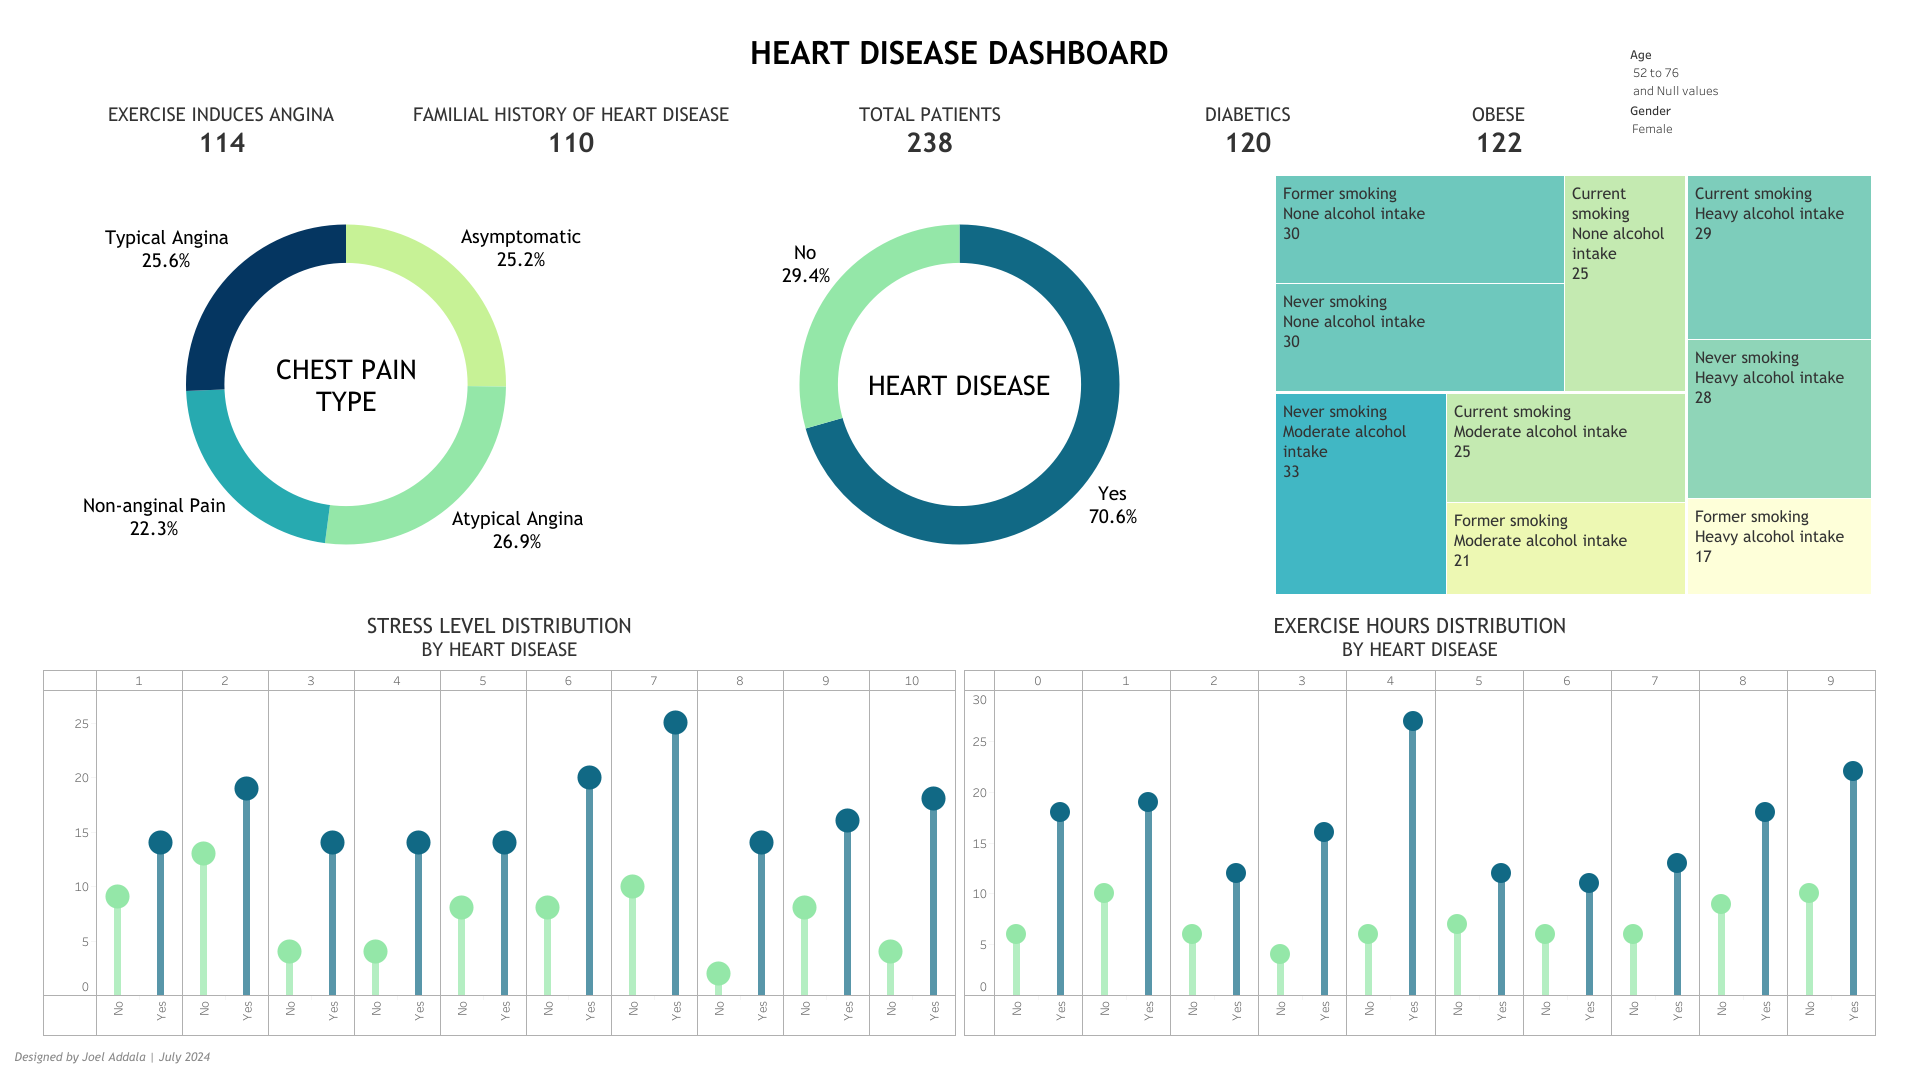 HEART DISEASE DASHBOARD
Age
52 to 76
and Null values
Gender
Female
EXERCISE INDUCES ANGINA
114
FAMILIAL HISTORY OF HEART DISEASE
110
TOTAL PATIENTS
238
DIABETICS
120
OBESE
122
Typical Angina
25.6%
Asymptomatic
25.2%
CHEST PAIN
TYPE
Non-anginal Pain
22.3%
Atypical Angina
26.9%
No
29.4%
HEART DISEASE
Yes
70.6%
Former smoking
None alcohol intake
30
Current
smoking
None alcohol
intake
25
Current smoking
Heavy alcohol intake
29
Never smoking
None alcohol intake
30
Never smoking
Heavy alcohol intake
28
Never smoking
Moderate alcohol
intake
33
Current smoking
Moderate alcohol intake
25
Former smoking
Moderate alcohol intake
21
Former smoking
Heavy alcohol intake
17
STRESS LEVEL DISTRIBUTION
BY HEART DISEASE
1 2 3 4 5 6 7 8 9 10
25
20
15
10
5
0
No Yes No Yes No Yes No Yes No Yes No Yes No Yes No Yes No Yes No Yes
EXERCISE HOURS DISTRIBUTION
BY HEART DISEASE
0 1 2 3 4 5 6 7 8 9
30
25
20
15
10
5
0
No Yes No Yes No Yes No Yes No Yes No Yes No Yes No Yes No Yes No Yes
Designed by Joel Addala | July 2024